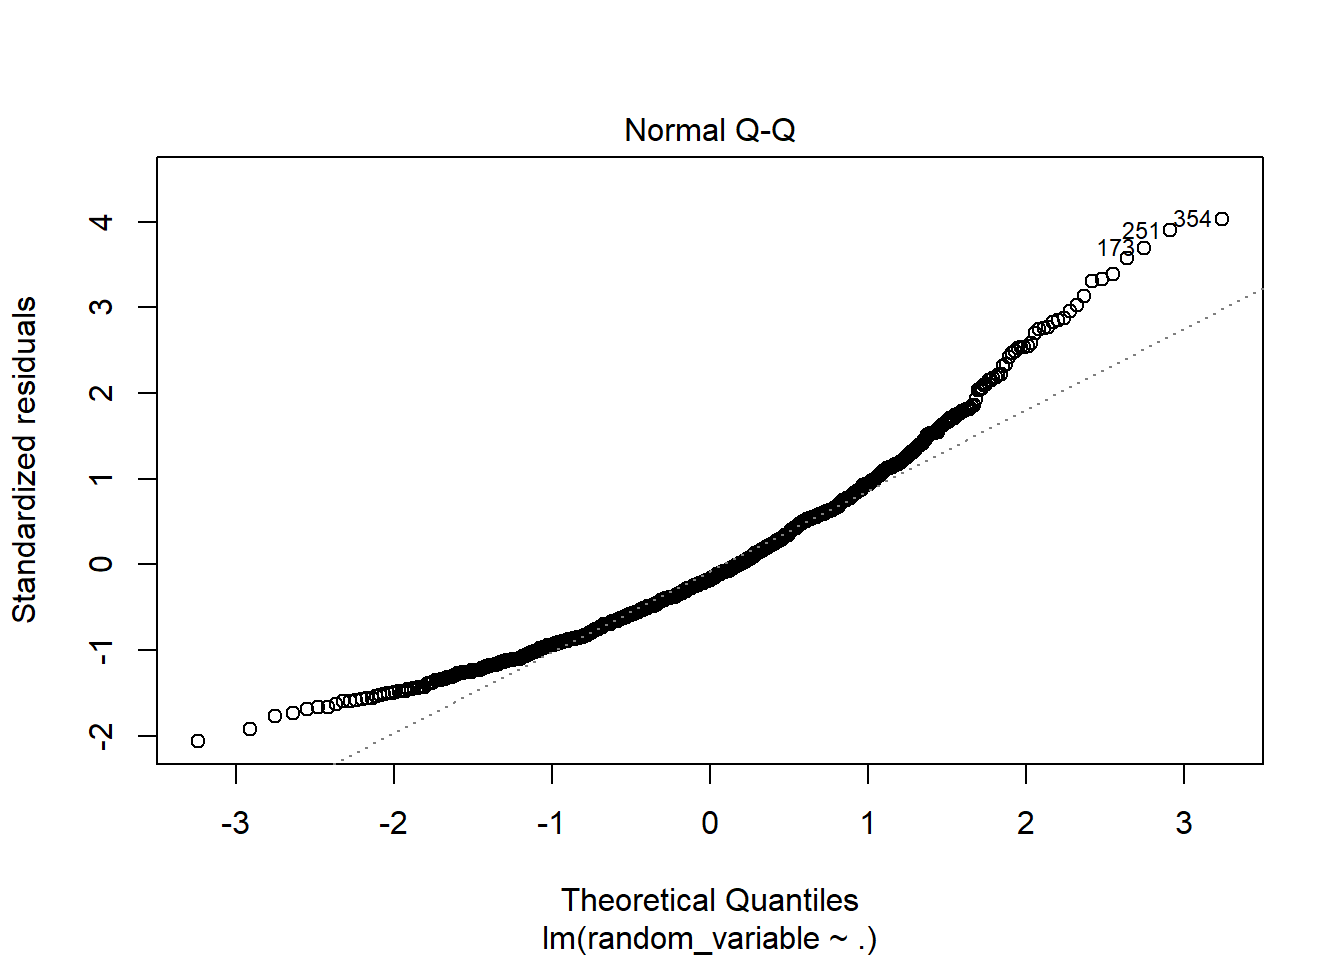 Normal Q-Q
Standardized residuals
4
3
2
1
0
-1
-2
354
251
173
-3 -2 -1 0 1 2 3
Theoretical Quantiles
lm(random_variable ~ .)